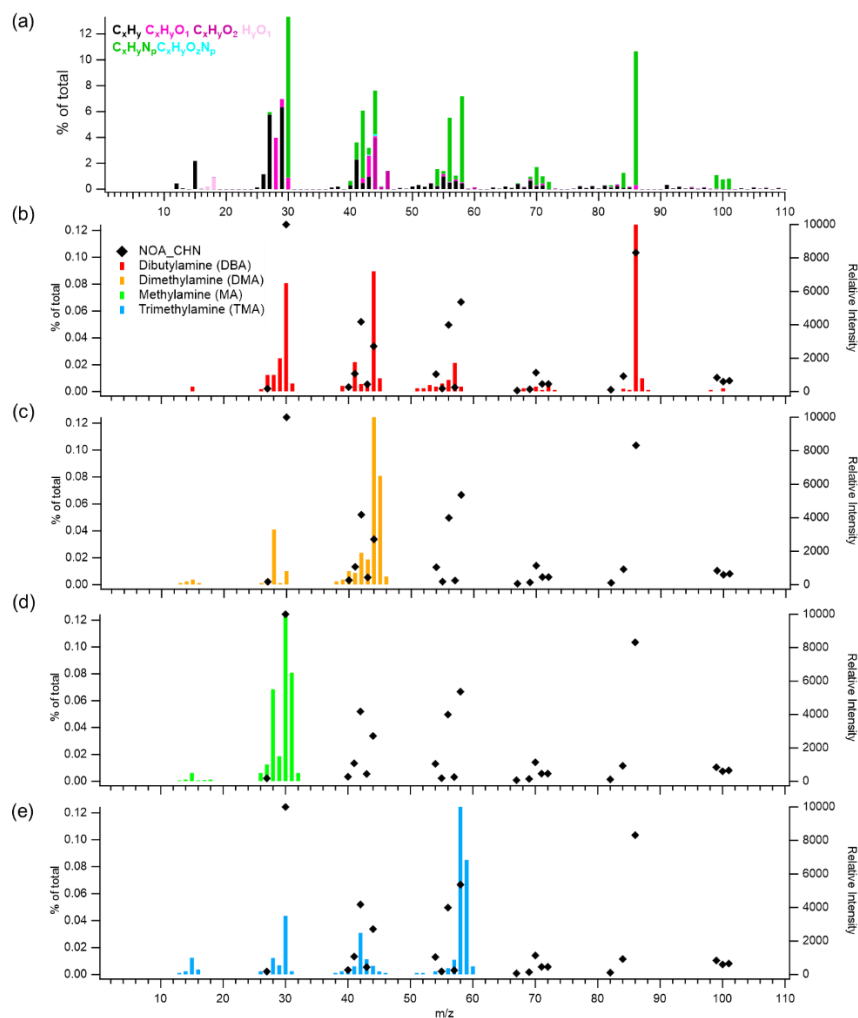 (a)
CxHy CxHyO1 CxHyO2 HyO1
CxHyNpCxHyOzNp
% of total
12
10
8
6
4
2
0
10 20 30 40 50 60 70 80 90 100 110
(b)
NOA_CHN
Dibutylamine (DBA)
Dimethylamine (DMA)
Methylamine (MA)
Trimethylamine (TMA)
% of total
0.12
0.10
0.08
0.06
0.04
0.02
0.00
10000
8000
6000
4000
2000
0
Relative Intensity
(c)
% of total
0.12
0.10
0.08
0.06
0.04
0.02
0.00
10000
8000
6000
4000
2000
0
Relative Intensity
(d)
% of total
0.12
0.10
0.08
0.06
0.04
0.02
0.00
10000
8000
6000
4000
2000
0
Relative Intensity
(e)
% of total
0.12
0.10
0.08
0.06
0.04
0.02
0.00
10000
8000
6000
4000
2000
0
Relative Intensity
10 20 30 40 50 60 70 80 90 100
m/z